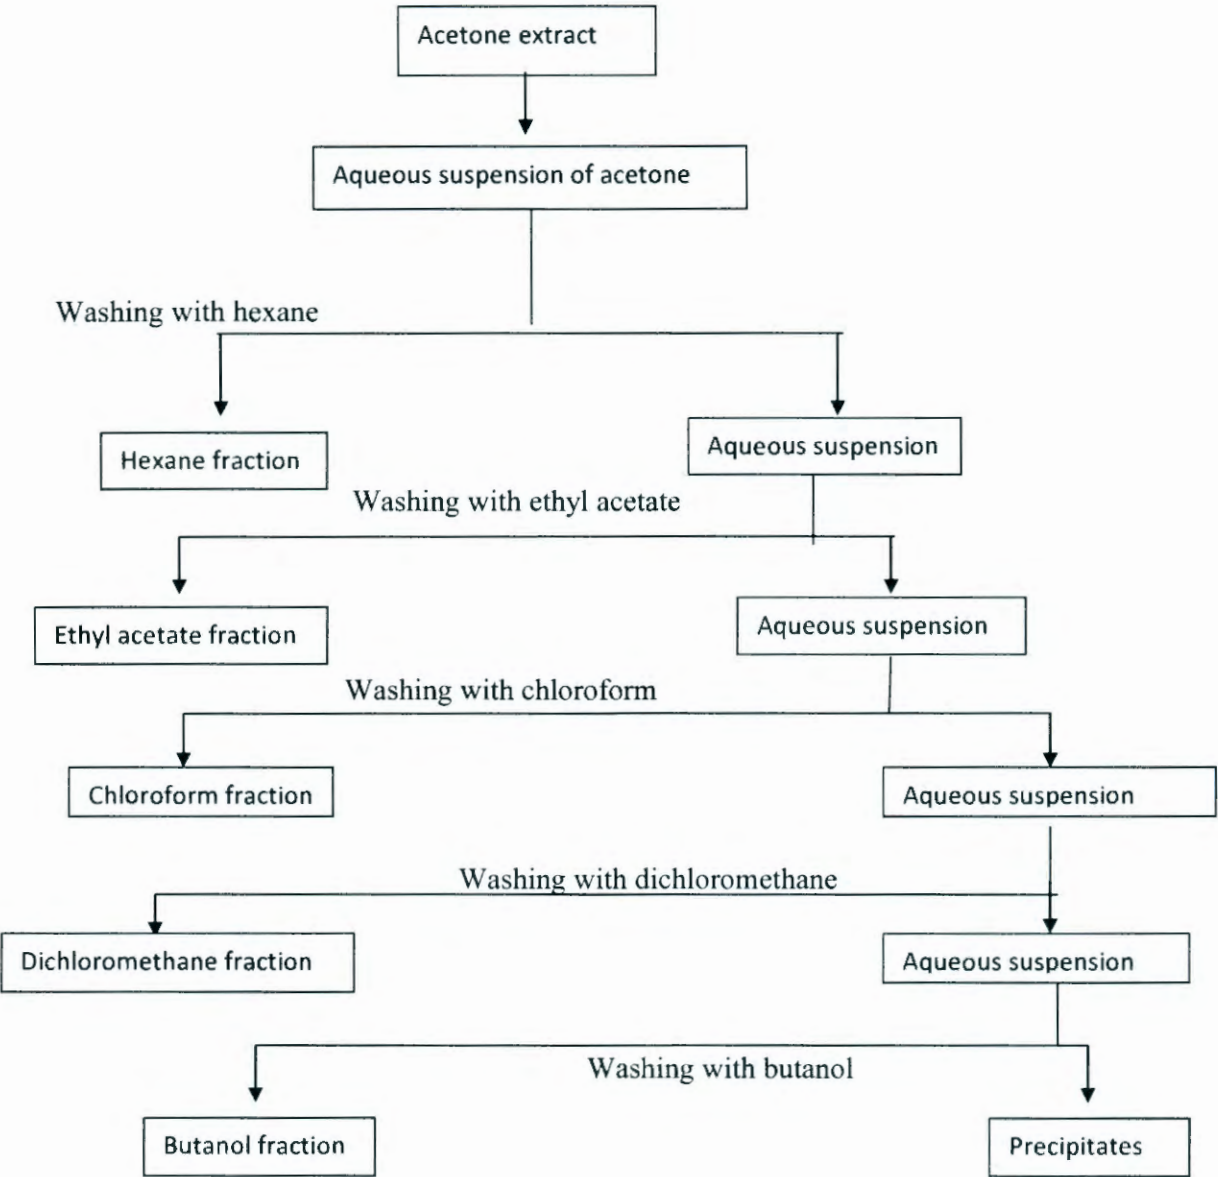 Acetone extract
Aqueous suspension of acetone
Washing with hexane
Hexane fraction
Aqueous suspension
Washing with ethyl acetate
Ethyl acetate fraction
Aqueous suspension
Washing with chloroform
Chloroform fraction
Aqueous suspension
Washing with dichloromethane
Dichloromethane fraction
Aqueous suspension
Washing with butanol
Butanol fraction
Precipitates